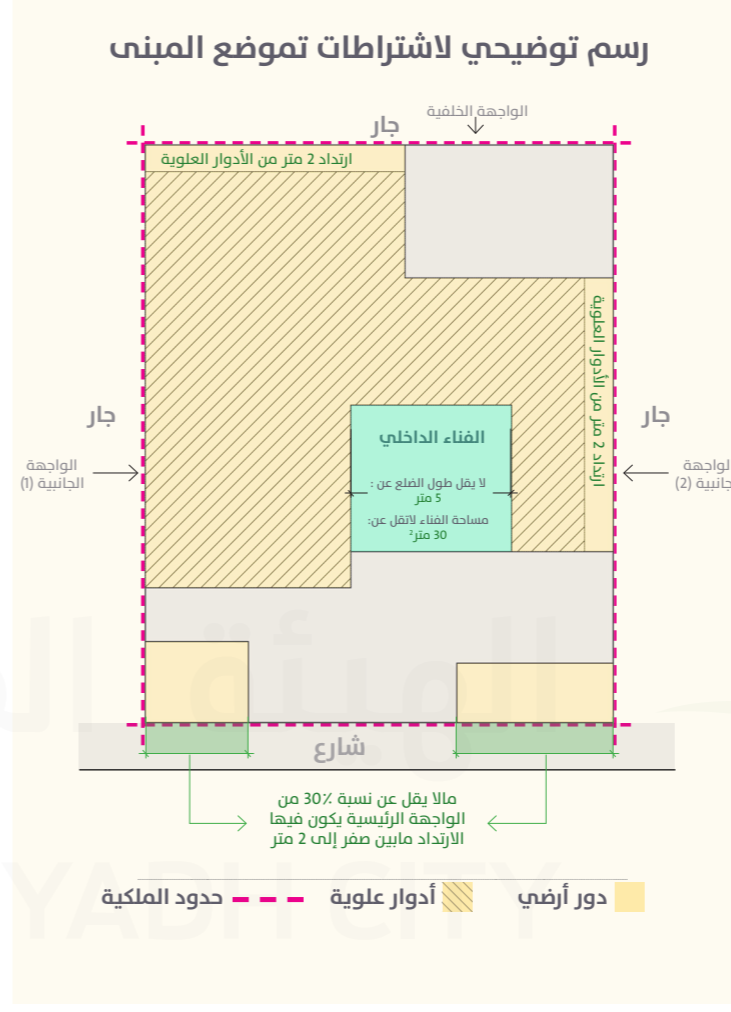 رسم توضيحي لاشتراطات تموضع المبنى
الواجهة الخلفية
جار
ارتداد 2 متر من الأدوار العلوية
ارتداد 2 متر من الأدوار العلوية
جار
جار
الواجهة
الجانبية (2)
الواجهة
الجانبية (1)
الفناء الداخلي
لا يقل طول الضلع عن :
5 متر
مساحة الفناء لاتقل عن:
30 متر²
شارع
مالا يقل عن نسبة 30٪ من
الواجهة الرئيسية يكون فيها
الارتداد مابين صفر إلى 2 متر
دور أرضي
أدوار علوية
حدود الملكية
YADH CITY